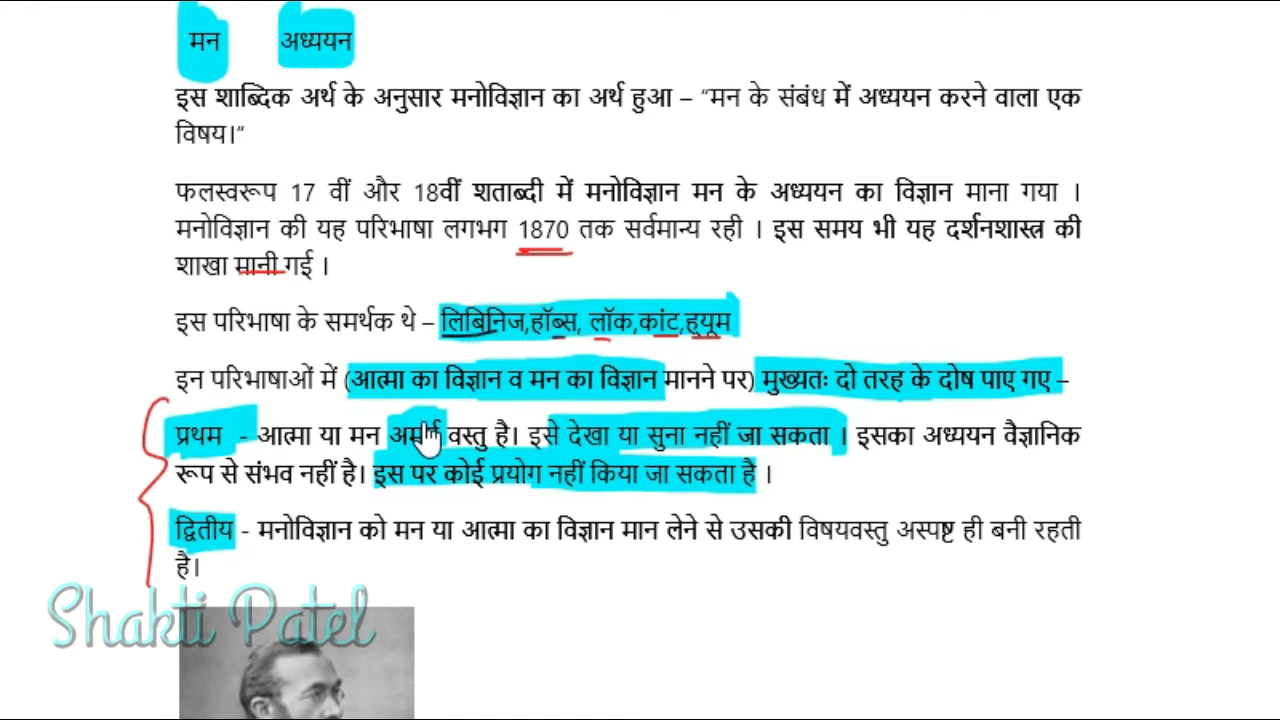 मन अध्ययन
इस शाब्दिक अर्थ के अनुसार मनोविज्ञान का अर्थ हुआ – “मन के संबंध में अध्ययन करने वाला एक
विषय।”
फलस्वरूप 17 वीं और 18वीं शताब्दी में मनोविज्ञान मन के अध्ययन का विज्ञान माना गया ।
मनोविज्ञान की यह परिभाषा लगभग 1870 तक सर्वमान्य रही । इस समय भी यह दर्शनशास्त्र की
शाखा मानी गई ।
इस परिभाषा के समर्थक थे – लिबिनिज,हॉब्स, लॉक,कांट,ह्यूम
इन परिभाषाओं में (आत्मा का विज्ञान व मन का विज्ञान मानने पर) मुख्यतः दो तरह के दोष पाए गए –
प्रथम - आत्मा या मन वस्तु है। इसे देखा या सुना नहीं जा सकता । इसका अध्ययन वैज्ञानिक
रूप से संभव नहीं है। इस पर कोई प्रयोग नहीं किया जा सकता है ।
द्वितीय - मनोविज्ञान को मन या आत्मा का विज्ञान मान लेने से उसकी विषयवस्तु अस्पष्ट ही बनी रहती
है।
Shakti Patel